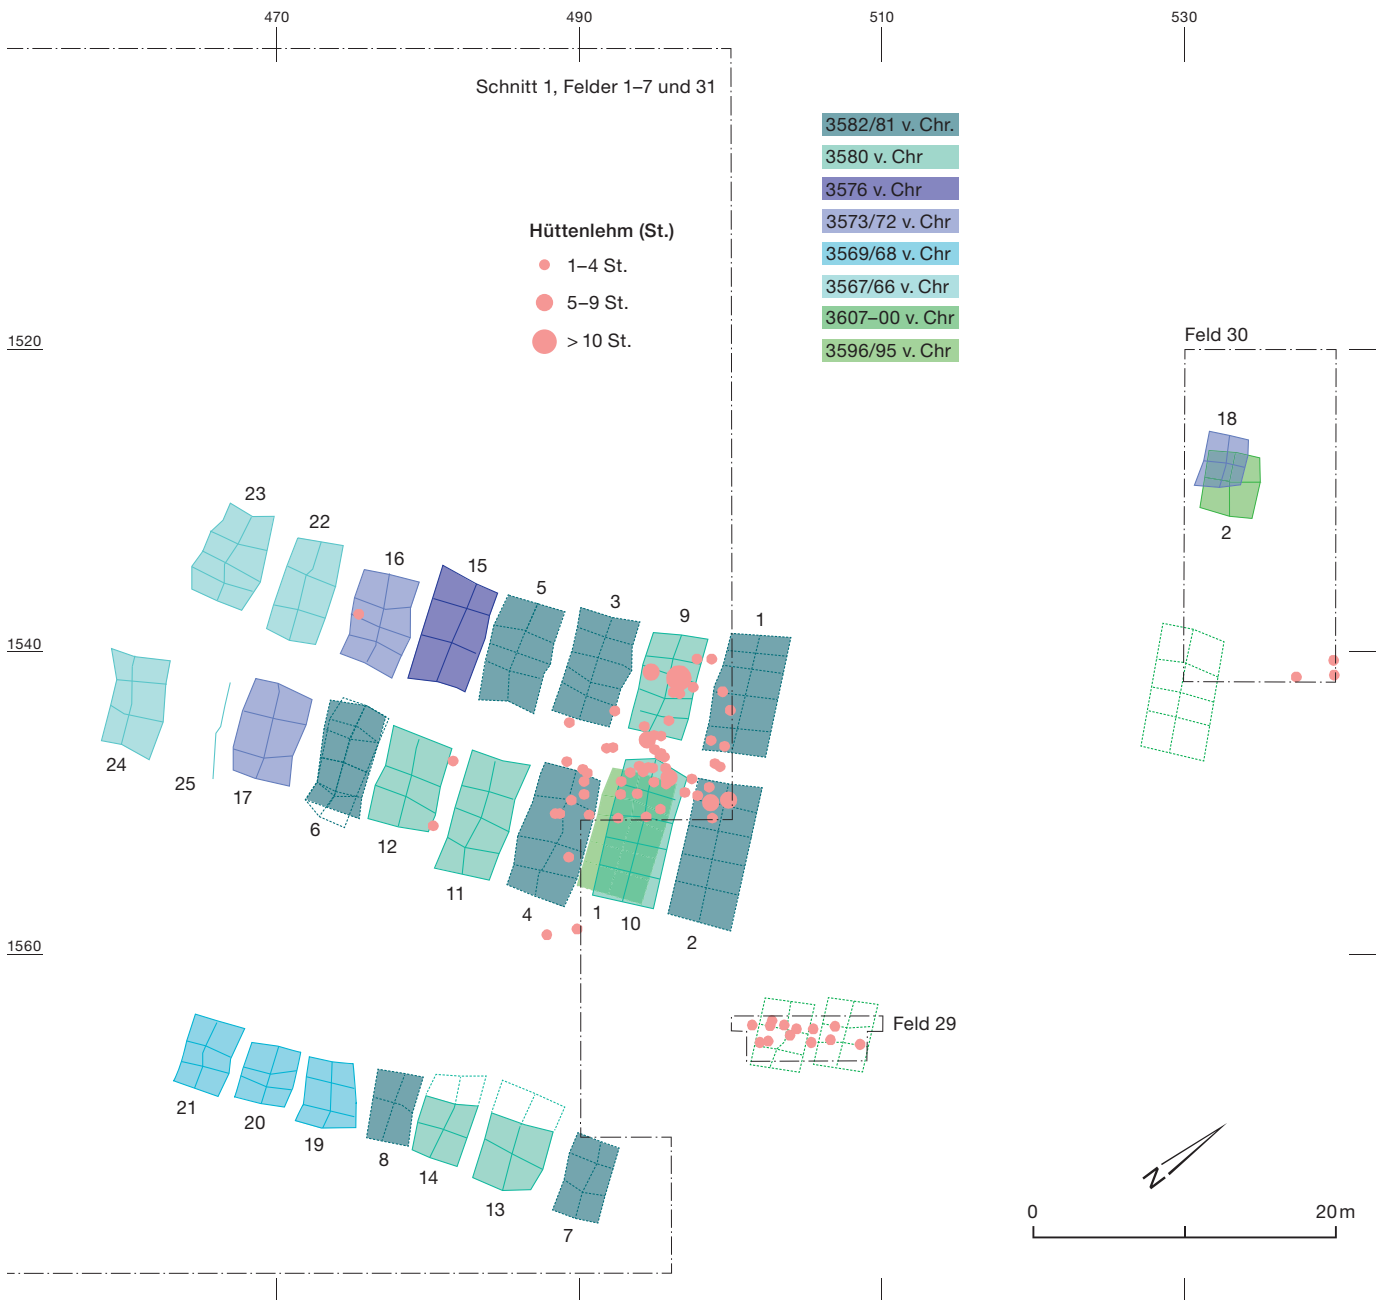 470
490
510
530
Schnitt 1, Felder 1–7 und 31
3582/81 v. Chr.
3580 v. Chr
3576 v. Chr
3573/72 v. Chr
3569/68 v. Chr
3567/66 v. Chr
3607–00 v. Chr
3596/95 v. Chr
Hüttenlehm (St.)
1–4 St.
5–9 St.
> 10 St.
1520
Feld 30
18
2
23
22
16
15
5
3
9
1
1540
24
25
17
6
12
11
4
1
10
2
1560
Feld 29
21
20
19
8
14
13
7
N
0
20 m